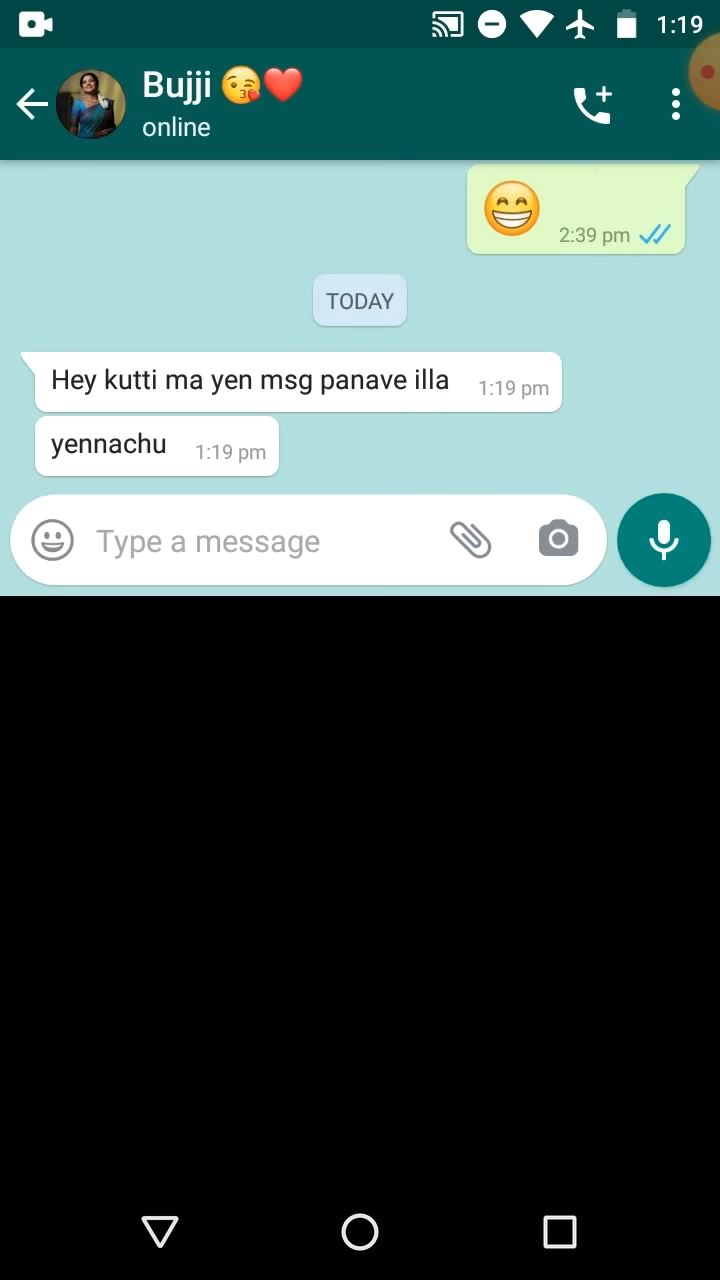 1:19
Bujji 😘❤️
online
😁 2:39 pm
TODAY
Hey kutti ma yen msg panave illa 1:19 pm
yennachu 1:19 pm
Type a message